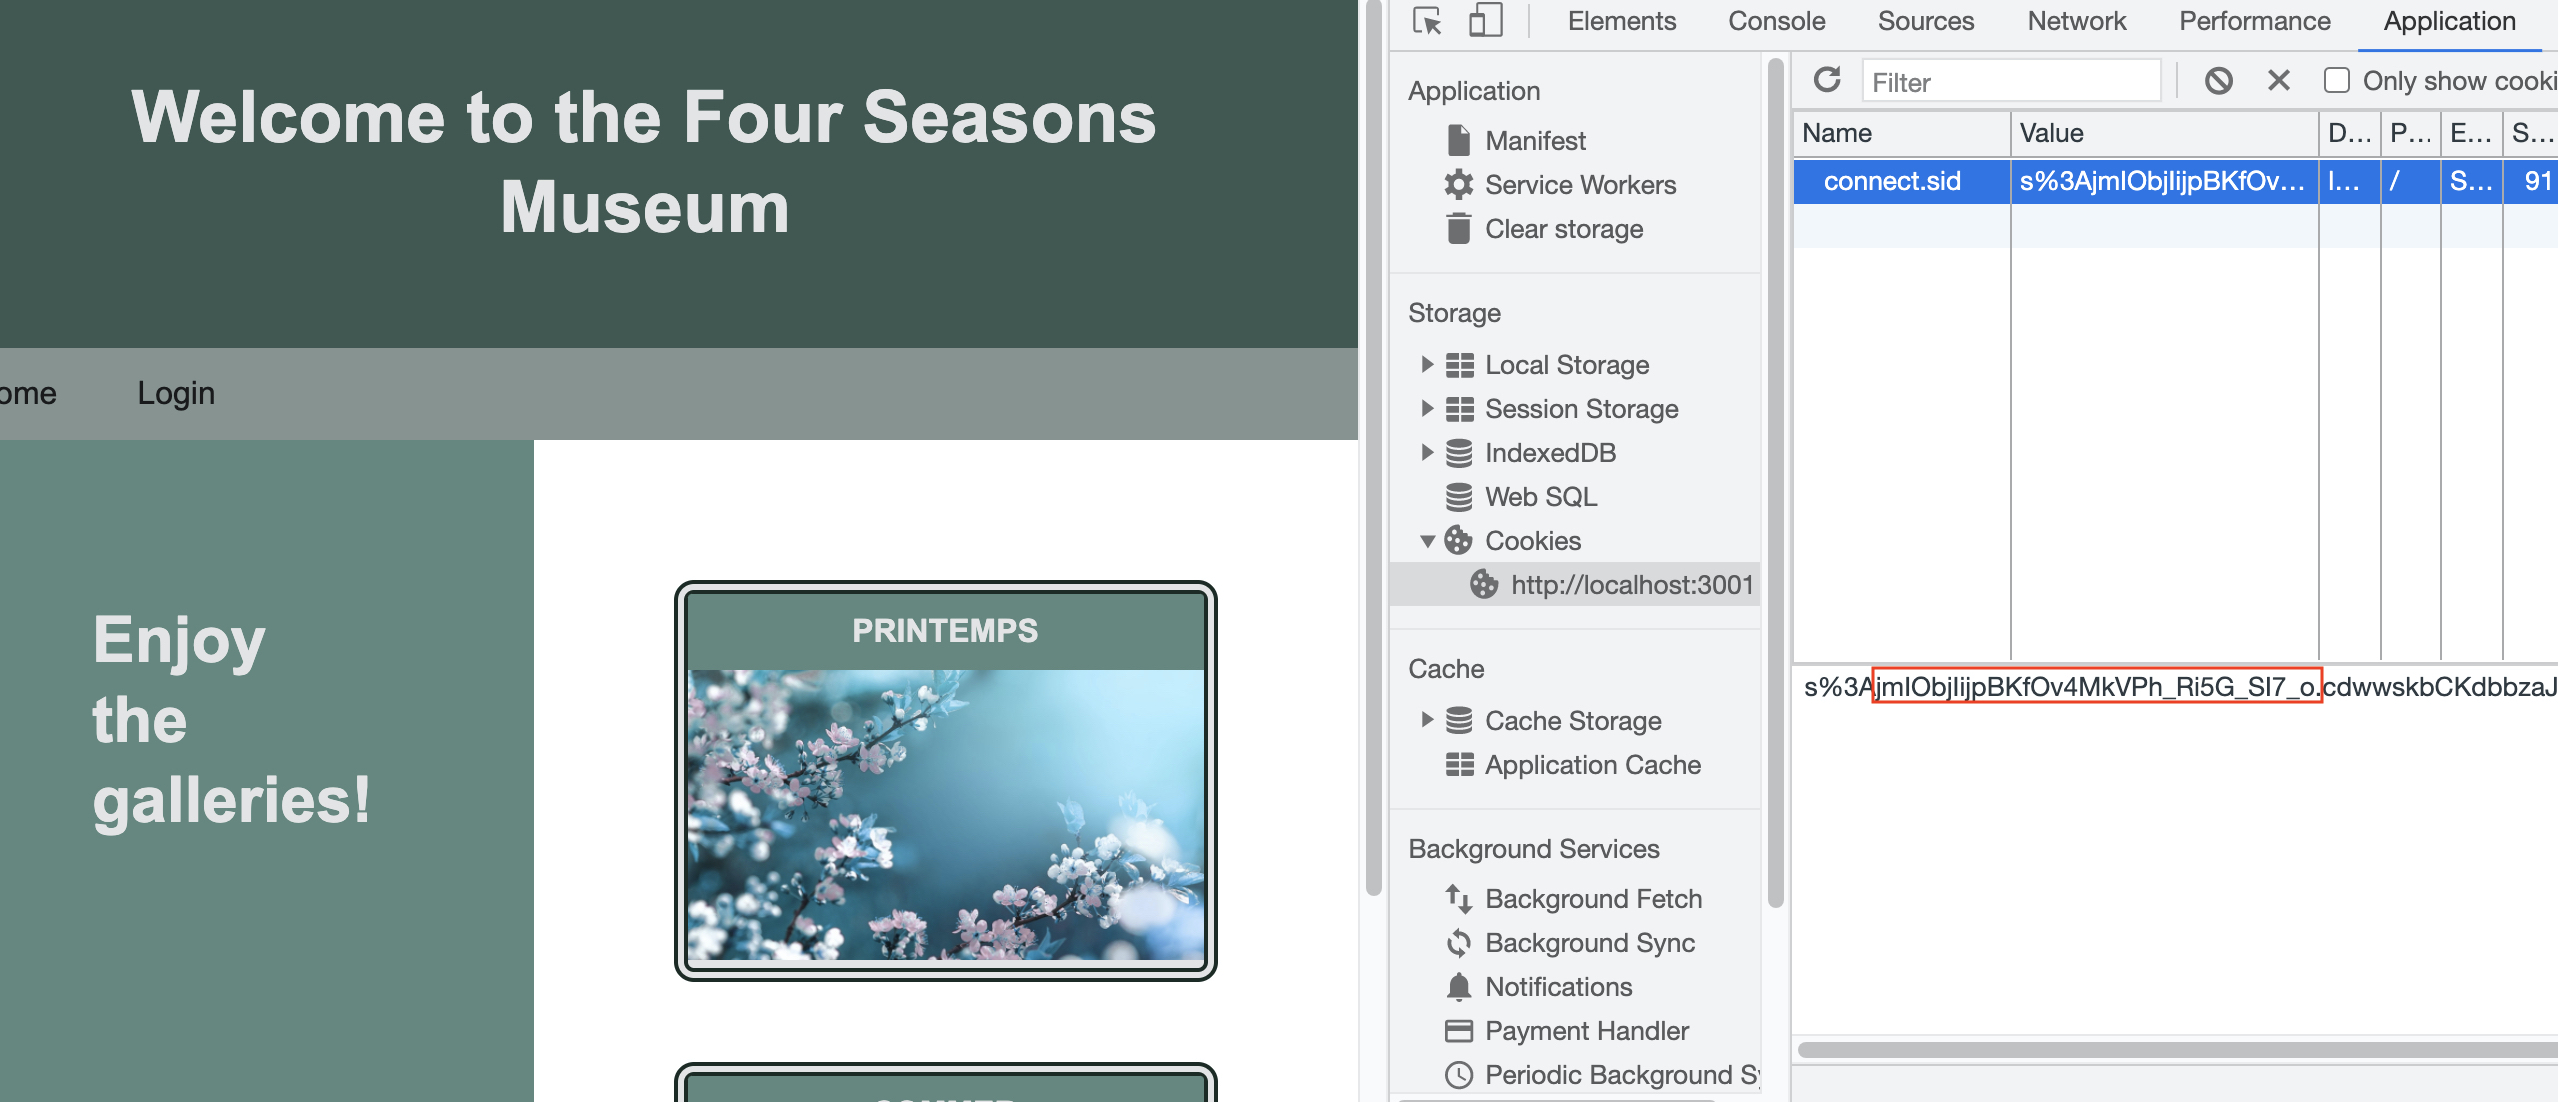 Welcome to the Four Seasons
Museum
ome
Login
Enjoy
the
galleries!
PRINTEMPS
Elements
Console
Sources
Network
Performance
Application
Application
Manifest
Service Workers
Clear storage
Storage
Local Storage
Session Storage
IndexedDB
Web SQL
Cookies
http://localhost:3001
Cache
Cache Storage
Application Cache
Background Services
Background Fetch
Background Sync
Notifications
Payment Handler
Periodic Background Sy
Filter
Only show cooki
Name
Value
D...
P...
E...
S...
connect.sid
s%3AjmIObjIijpBKfOv...
l...
/
S...
91
s%3AjmIObjIijpBKfOv4MkVPh_Ri5G_SI7_o.cdwwskbCKdbbzaJ